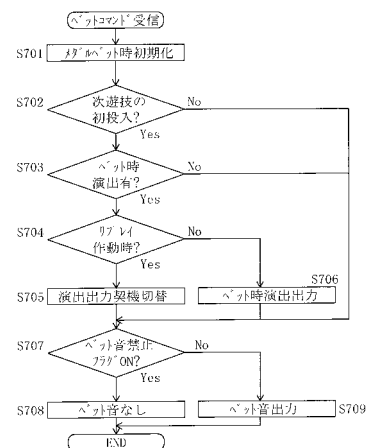 ベットコマンド受信
S701 メダルベット時初期化
S702 次遊技の
初投入?
No
Yes
S703 ベット時
演出有?
No
Yes
S704 リプレイ
作動時?
No
Yes
S706
S705 演出出力契機切替
ベット時演出出力
S707 ベット音禁止
フラグON?
No
Yes
S708 ベット音なし
ベット音出力 S709
END